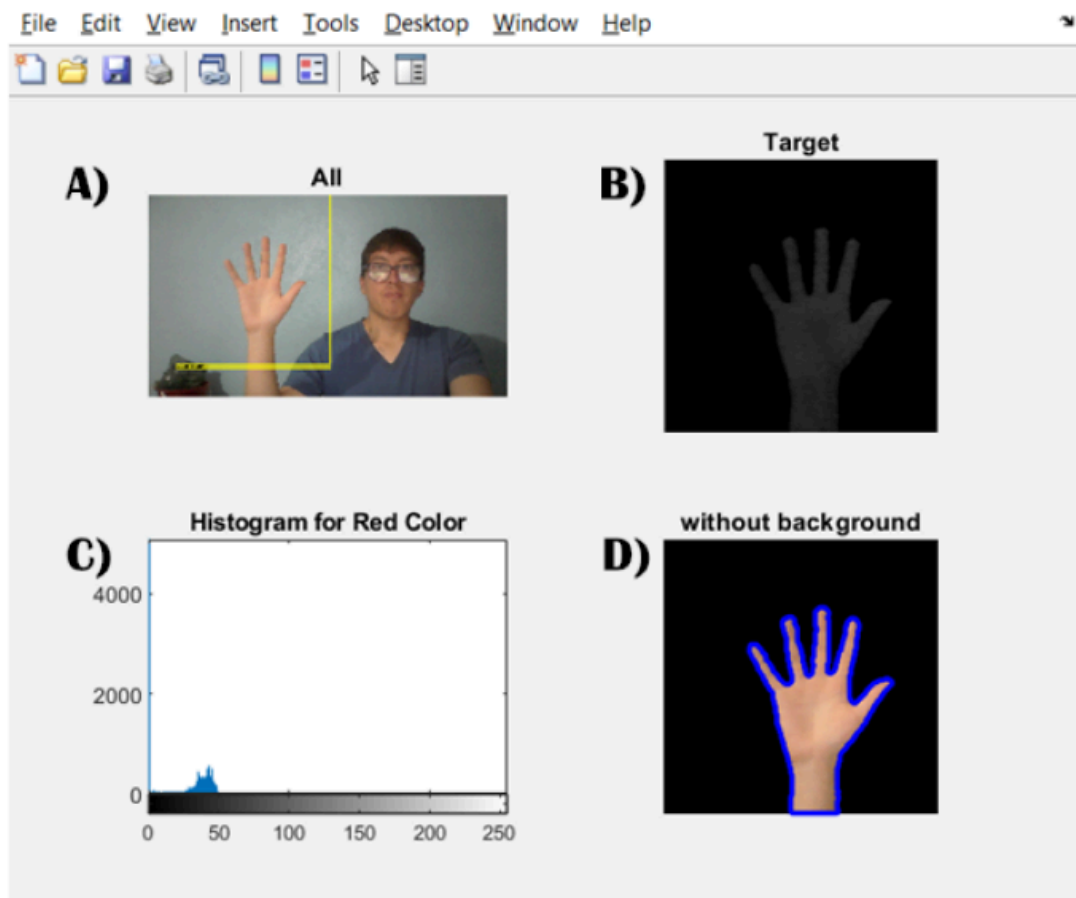 File Edit View Insert Tools Desktop Window Help
A)
All
B)
Target
C)
Histogram for Red Color
4000
2000
0
0 50 100 150 200 250
D)
without background